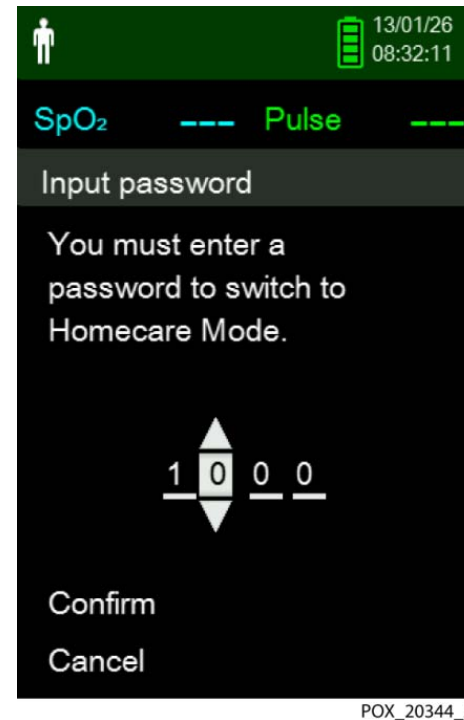 13/01/26
08:32:11
SpO₂ --- Pulse ---
Input password
You must enter a
password to switch to
Homecare Mode.
1 0 0 0
Confirm
Cancel
POX_20344_